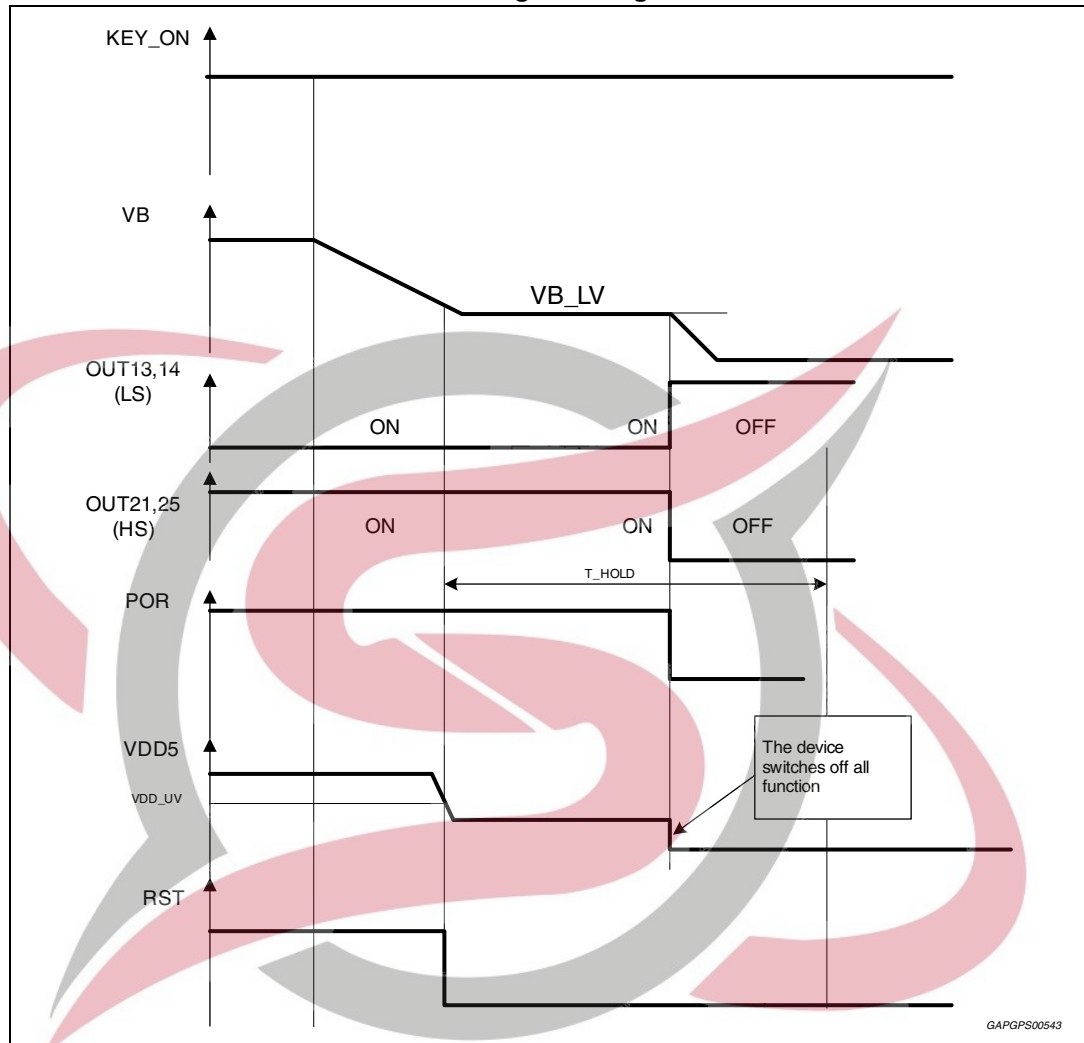 KEY_ON
VB
VB_LV
OUT13,14
(LS)
ON
ON
OFF
OUT21,25
(HS)
ON
ON
OFF
T_HOLD
POR
VDD5
VDD_UV
The device
switches off all
function
RST
GAPGPS00543